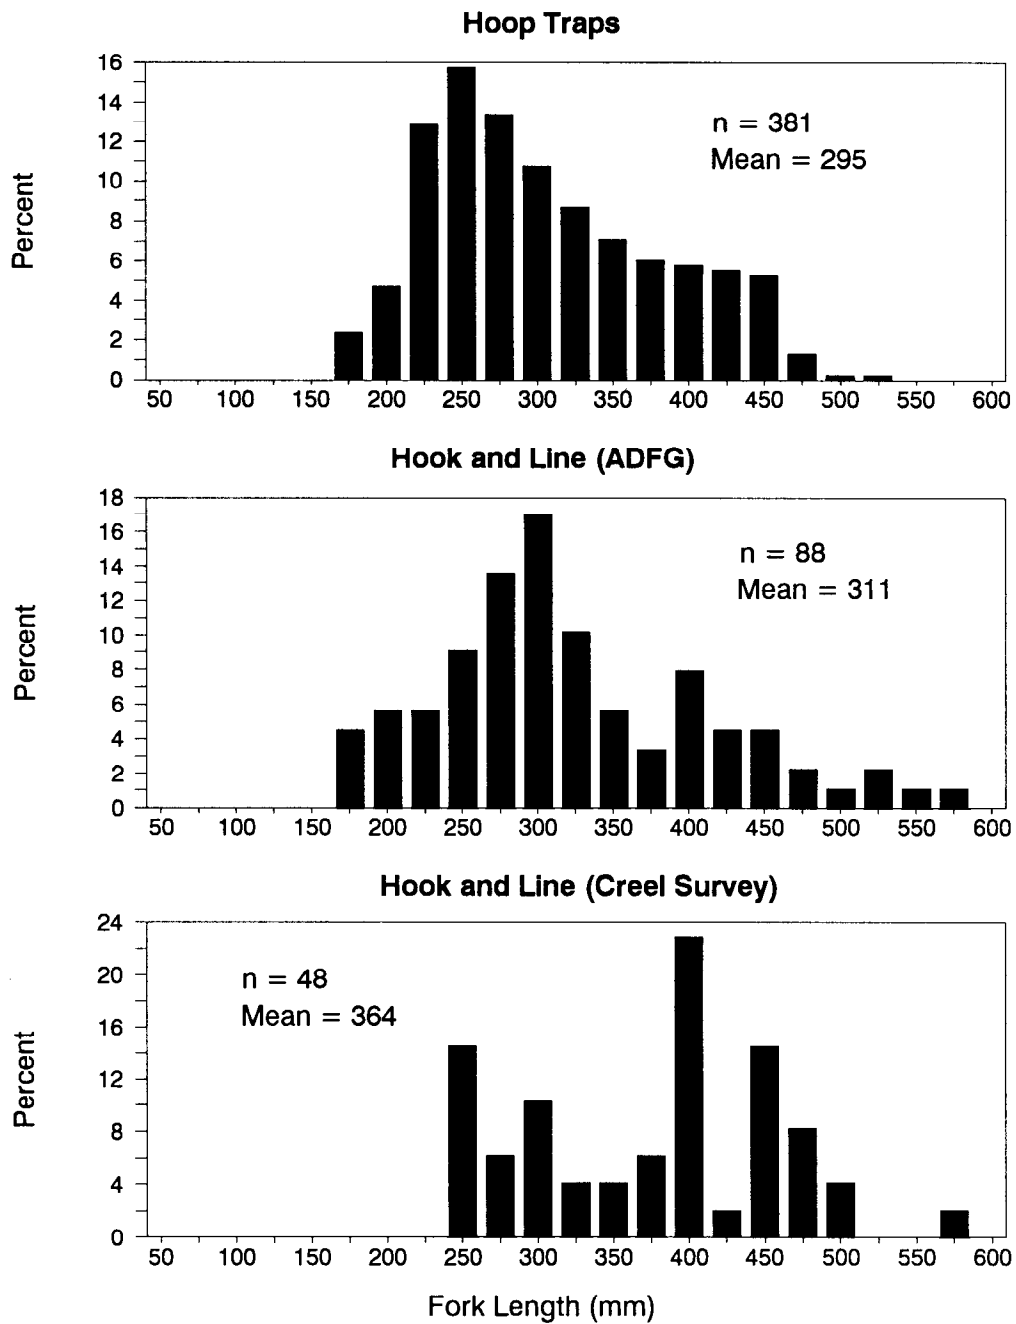 Hoop Traps
16
14
12
10
8
6
4
2
0
Percent
n = 381
Mean = 295
50 100 150 200 250 300 350 400 450 500 550 600
Hook and Line (ADFG)
18
16
14
12
10
8
6
4
2
0
Percent
n = 88
Mean = 311
50 100 150 200 250 300 350 400 450 500 550 600
Hook and Line (Creel Survey)
24
20
16
12
8
4
0
Percent
n = 48
Mean = 364
50 100 150 200 250 300 350 400 450 500 550 600
Fork Length (mm)